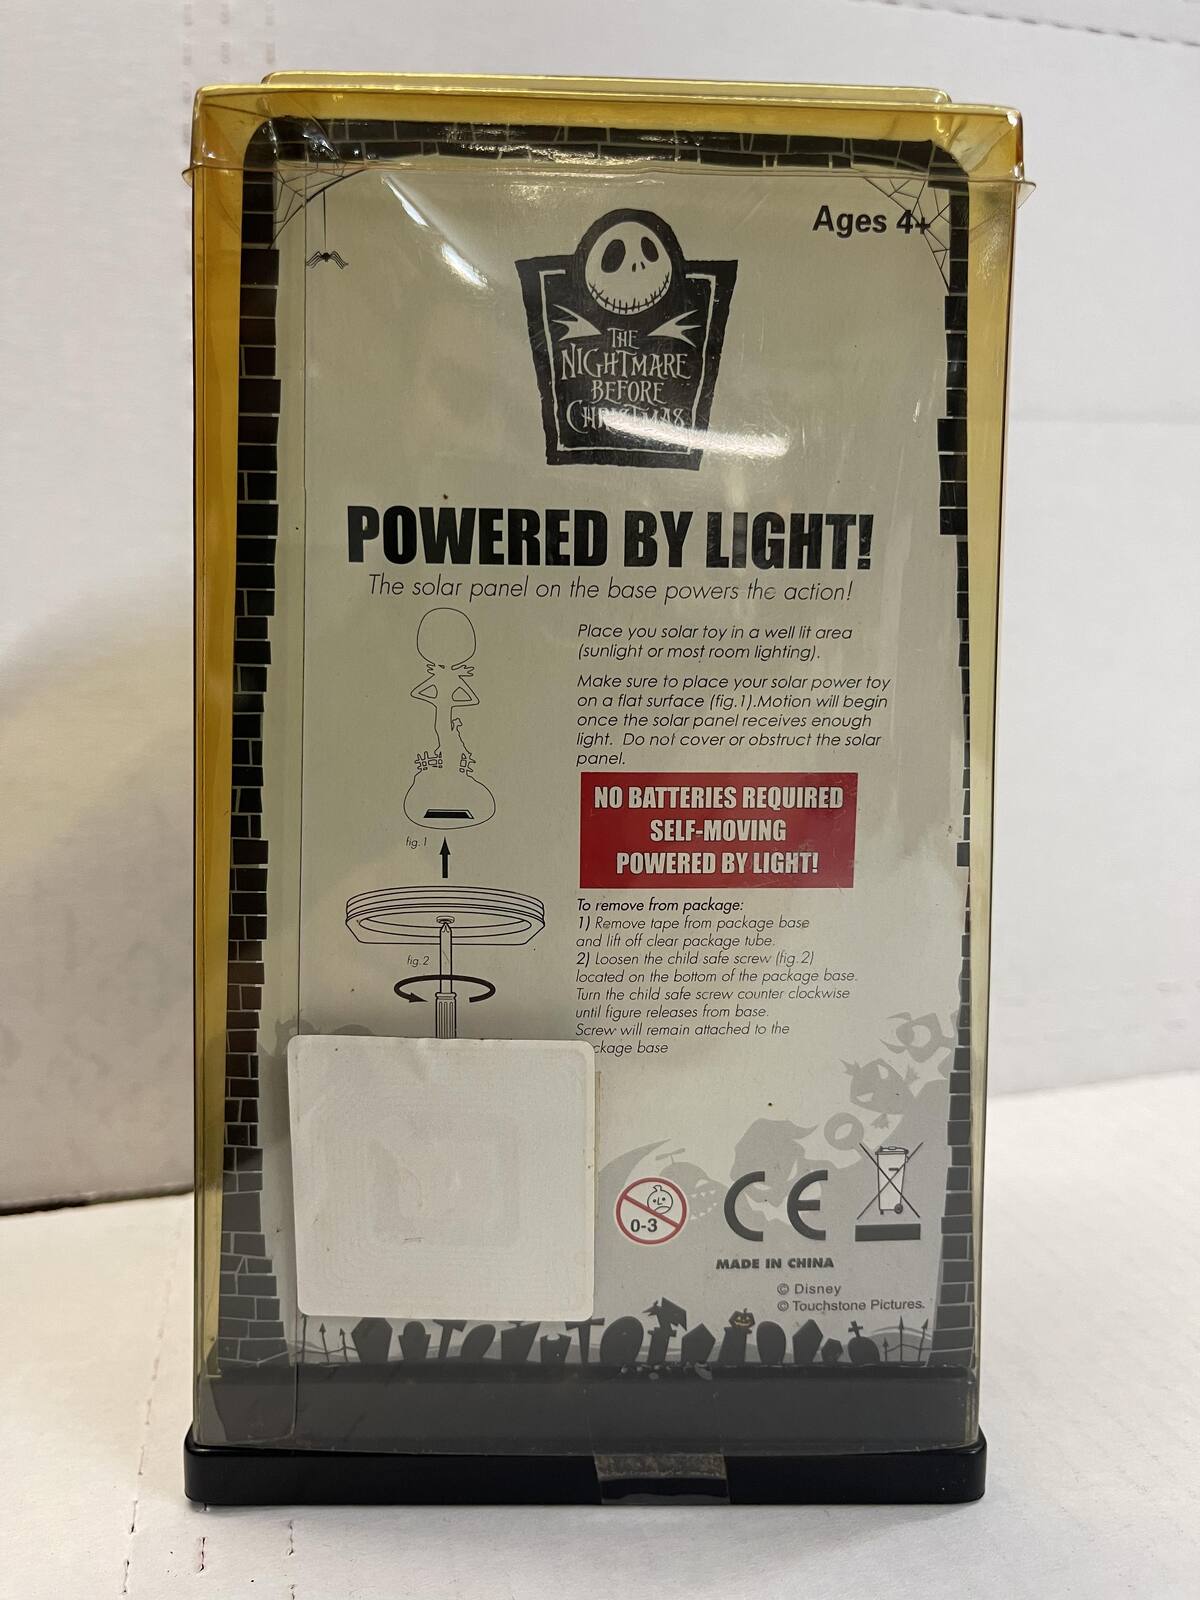 Ages 4+
THE
NIGHTMARE
BEFORE
CHRISTMAS
POWERED BY LIGHT!
The solar panel on the base powers the action!
Place you solar toy in a well lit area
(sunlight or most room lighting).
Make sure to place your solar power toy
on a flat surface (fig.1).Motion will begin
once the solar panel receives enough
light. Do not cover or obstruct the solar
panel.
fig.1
NO BATTERIES REQUIRED
SELF-MOVING
POWERED BY LIGHT!
fig.2
To remove from package:
1) Remove tape from package base
and lift off clear package tube.
2) Loosen the child safe screw (fig.2)
located on the bottom of the package base.
Turn the child safe screw counter clockwise
until figure releases from base.
Screw will remain attached to the
ckage base
0-3
CE
MADE IN CHINA
© Disney
© Touchstone Pictures.